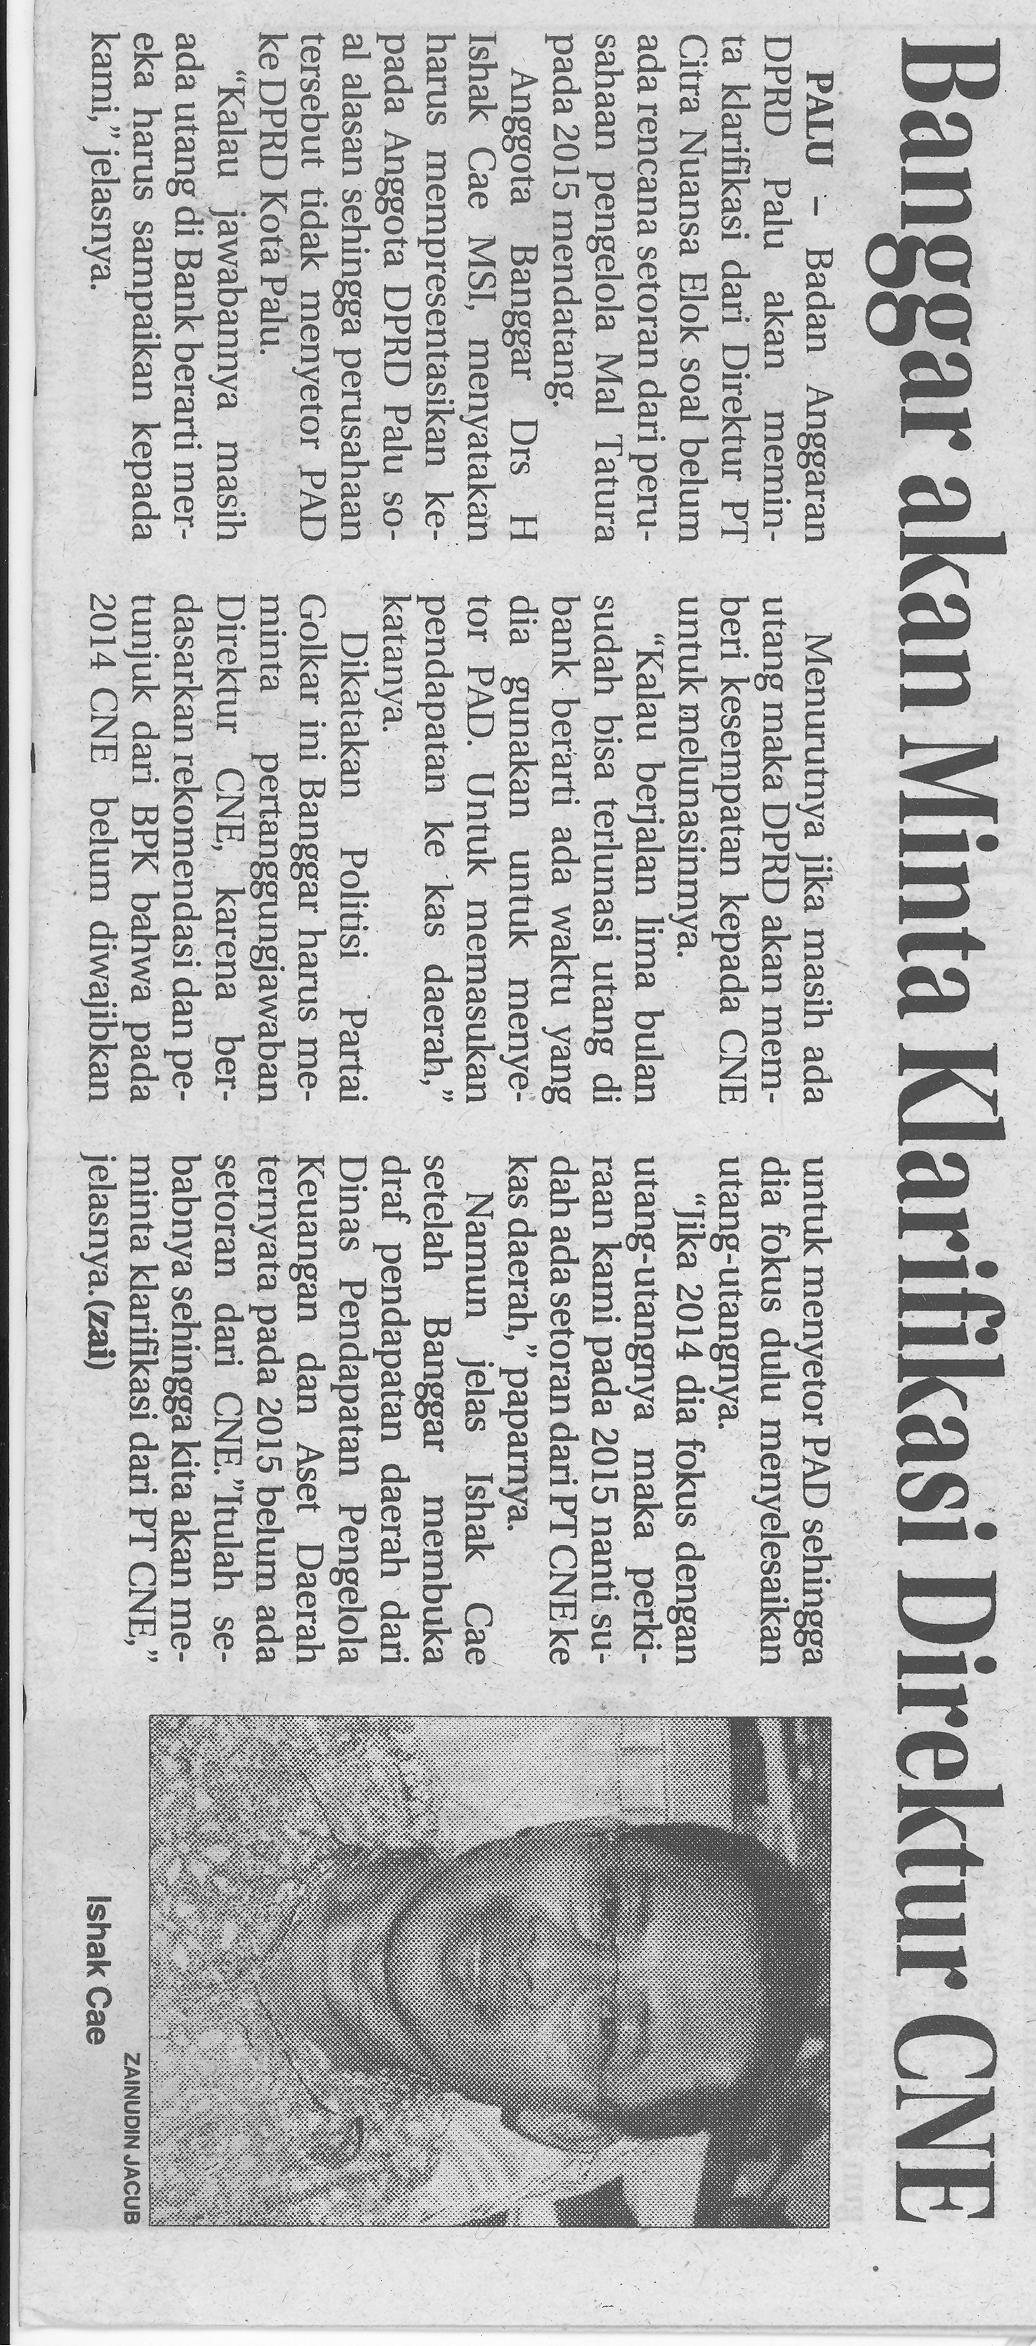 Banggar akan Minta Klarifikasi Direktur CNE
PALU – Badan Anggaran
DPRD Palu akan memin-
ta klarifikasi dari Direktur PT
Citra Nuansa Elok soal belum
ada rencana setoran dari peru-
sahaan pengelola Mal Tatura
pada 2015 mendatang.
Anggota Banggar Drs H
Ishak Cae MSI, menyatakan
harus mempresentasikan ke-
pada Anggota DPRD Palu so-
al alasan sehingga perusahaan
tersebut tidak menyetor PAD
ke DPRD Kota Palu.
“Kalau jawabannya masih
ada utang di Bank berarti mer-
eka harus sampaikan kepada
kami,” jelasnya.
Menurutnya jika masih ada
utang maka DPRD akan mem-
beri kesempatan kepada CNE
untuk melunasinmya.
“Kalau berjalan lima bulan
sudah bisa terlunasi utang di
bank berarti ada waktu yang
dia gunakan untuk menye-
tor PAD. Untuk memasukan
pendapatan ke kas daerah,”
katanya.
Dikatakan Politisi Partai
Golkar ini Banggar harus me-
minta pertanggungjawaban
Direktur CNE, karena ber-
dasarkan rekomendasi dan pe-
tunjuk dari BPK bahwa pada
2014 CNE belum diwajibkan
untuk menyetor PAD sehingga
dia fokus dulu menyelesaikan
utang-utangnya.
“Jika 2014 dia fokus dengan
utang-utangnya maka perki-
raan kami pada 2015 nanti su-
dah ada setoran dari PT CNE ke
kas daerah,” paparnya.
Namun jelas Ishak Cae
setelah Banggar membuka
draf pendapatan daerah dari
Dinas Pendapatan Pengelola
Keuangan dan Aset Daerah
ternyata pada 2015 belum ada
setoran dari CNE.”Itulah se-
babnya sehingga kita akan me-
minta klarifikasi dari PT CNE,”
jelasnya.(zai)
ZAINUDIN JACUB
Ishak Cae